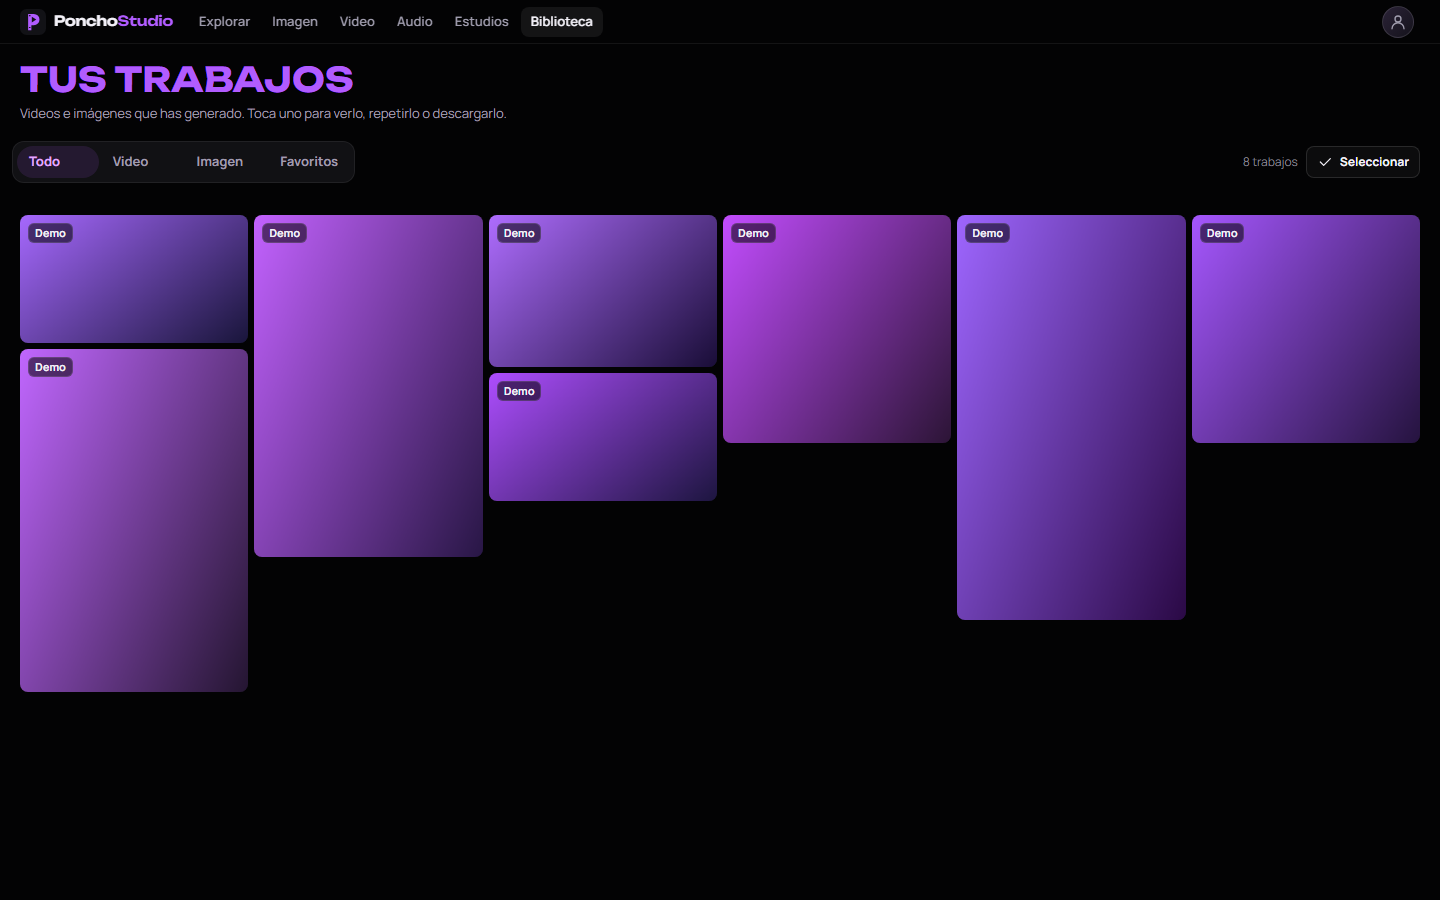 PonchoStudio Explorar Imagen Video Audio Estudios Biblioteca
TUS TRABAJOS
Videos e imágenes que has generado. Toca uno para verlo, repetirlo o descargarlo.
Todo Video Imagen Favoritos 8 trabajos Seleccionar
Demo Demo Demo Demo Demo Demo
Demo
Demo